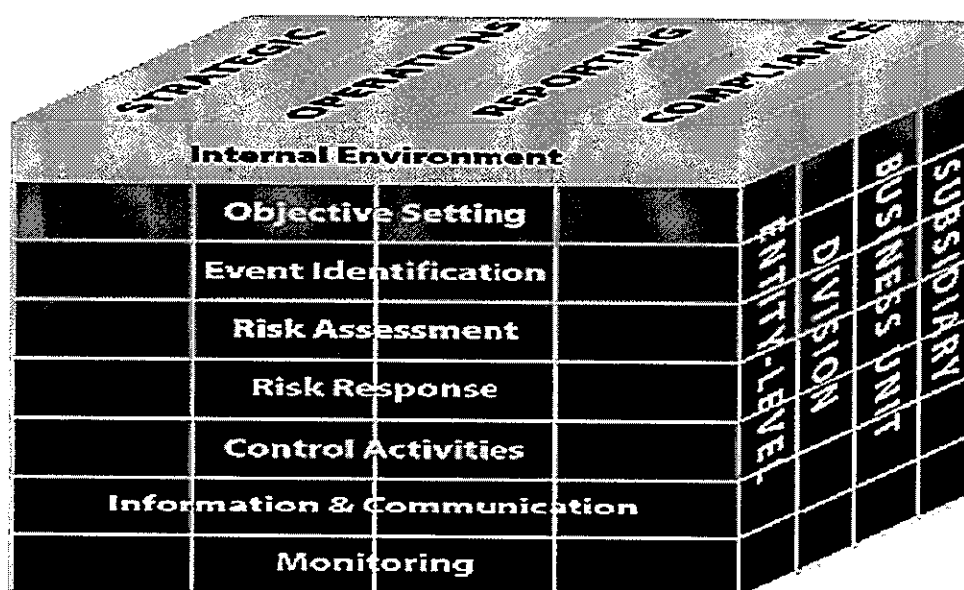 STRATEGIC
OPERATIONS
REPORTING
COMPLIANCE
Internal Environment
Objective Setting
Event Identification
Risk Assessment
Risk Response
Control Activities
Information & Communication
Monitoring
ENTITY-LEVEL
DIVISION
BUSINESS UNIT
SUBSIDIARY